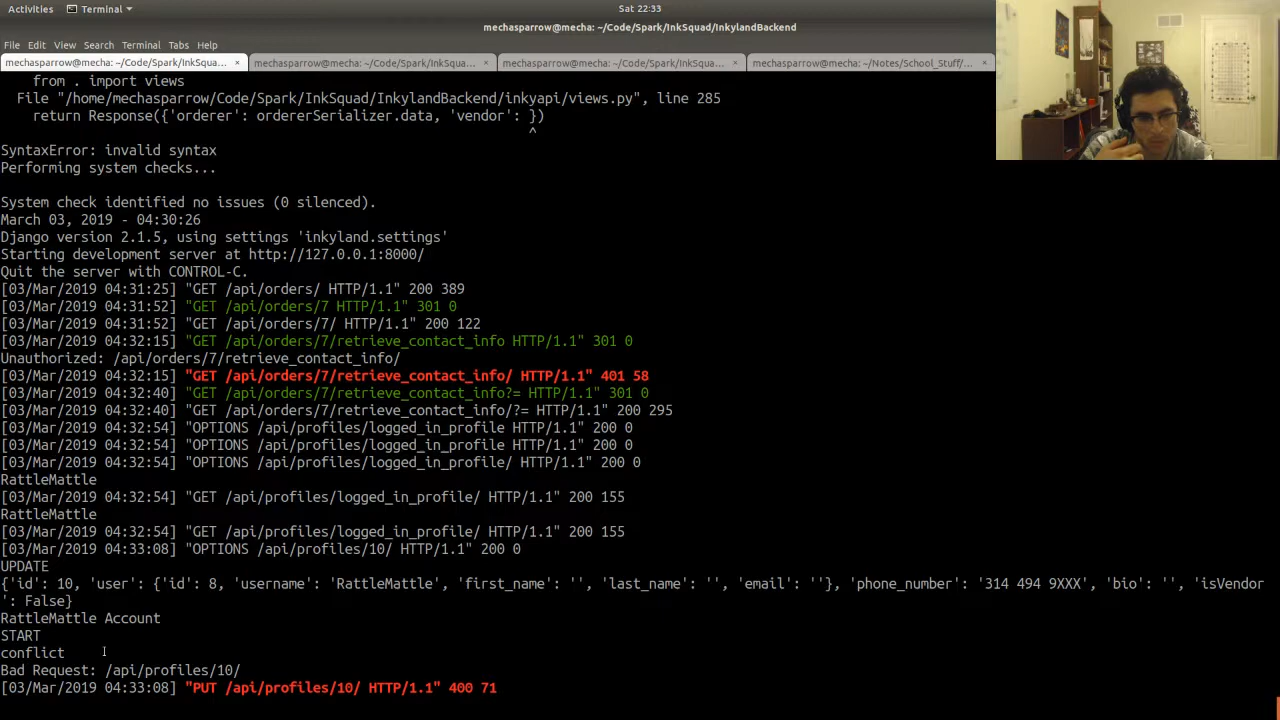 Activities Terminal Sat 22:33
mechasparrow@mecha: ~/Code/Spark/InkSquad/InkylandBackend
File Edit View Search Terminal Tabs Help
mechasparrow@mecha: ~/Code/Spark/InkSqua... × mechasparrow@mecha: ~/Code/Spark/InkSqua... × mechasparrow@mecha: ~/Code/Spark/InkSqua... × mechasparrow@mecha: ~/Notes/School_Stuff/... ×
from . import views
File "/home/mechasparrow/Code/Spark/InkSquad/InkylandBackend/inkyapi/views.py", line 285
return Response({'orderer': ordererSerializer.data, 'vendor': })
^
SyntaxError: invalid syntax
Performing system checks...
System check identified no issues (0 silenced).
March 03, 2019 - 04:30:26
Django version 2.1.5, using settings 'inkyland.settings'
Starting development server at http://127.0.0.1:8000/
Quit the server with CONTROL-C.
[03/Mar/2019 04:31:25] "GET /api/orders/ HTTP/1.1" 200 389
[03/Mar/2019 04:31:52] "GET /api/orders/7 HTTP/1.1" 301 0
[03/Mar/2019 04:31:52] "GET /api/orders/7/ HTTP/1.1" 200 122
[03/Mar/2019 04:32:15] "GET /api/orders/7/retrieve_contact_info HTTP/1.1" 301 0
Unauthorized: /api/orders/7/retrieve_contact_info/
[03/Mar/2019 04:32:15] "GET /api/orders/7/retrieve_contact_info/ HTTP/1.1" 401 58
[03/Mar/2019 04:32:40] "GET /api/orders/7/retrieve_contact_info?= HTTP/1.1" 301 0
[03/Mar/2019 04:32:40] "GET /api/orders/7/retrieve_contact_info/?= HTTP/1.1" 200 295
[03/Mar/2019 04:32:54] "OPTIONS /api/profiles/logged_in_profile HTTP/1.1" 200 0
[03/Mar/2019 04:32:54] "OPTIONS /api/profiles/logged_in_profile HTTP/1.1" 200 0
[03/Mar/2019 04:32:54] "OPTIONS /api/profiles/logged_in_profile/ HTTP/1.1" 200 0
RattleMattle
[03/Mar/2019 04:32:54] "GET /api/profiles/logged_in_profile/ HTTP/1.1" 200 155
RattleMattle
[03/Mar/2019 04:32:54] "GET /api/profiles/logged_in_profile/ HTTP/1.1" 200 155
[03/Mar/2019 04:33:08] "OPTIONS /api/profiles/10/ HTTP/1.1" 200 0
UPDATE
{'id': 10, 'user': {'id': 8, 'username': 'RattleMattle', 'first_name': '', 'last_name': '', 'email': ''}, 'phone_number': '314 494 9XXX', 'bio': '', 'isVendor
': False}
RattleMattle Account
START
conflict
Bad Request: /api/profiles/10/
[03/Mar/2019 04:33:08] "PUT /api/profiles/10/ HTTP/1.1" 400 71